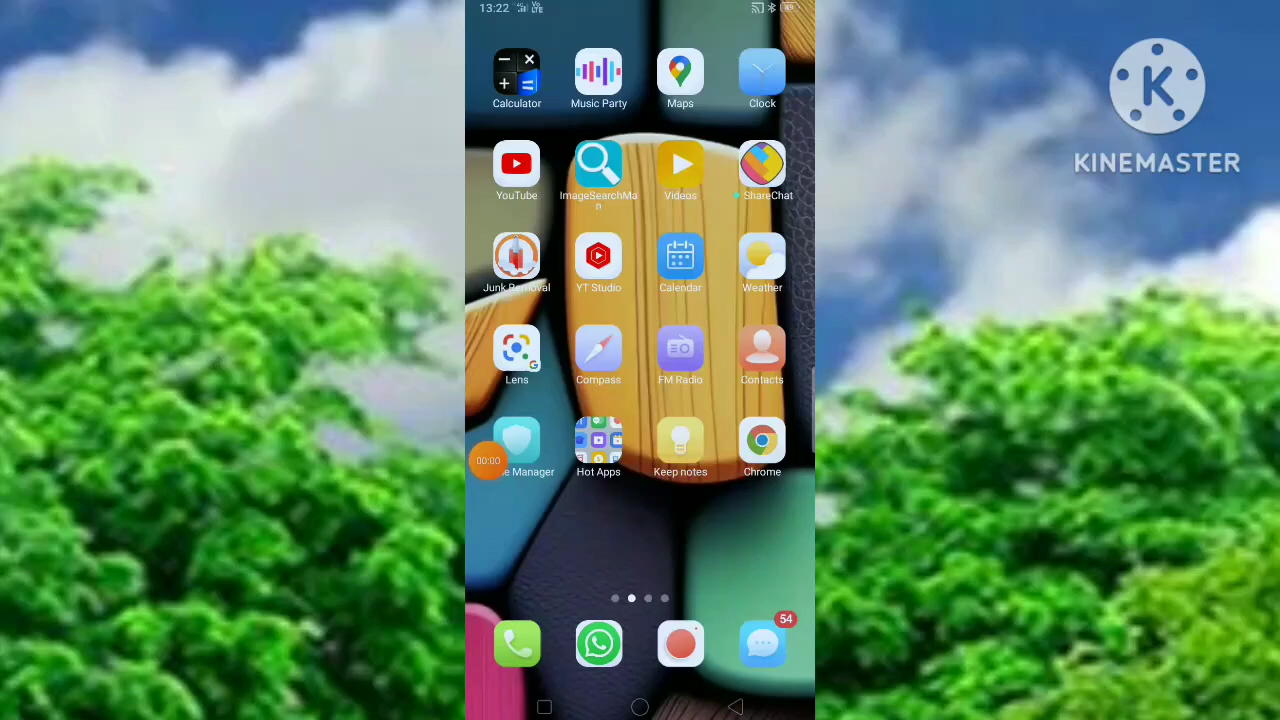 13:22
KINEMASTER
Calculator
Music Party
Maps
Clock
YouTube
ImageSearchMa
n
Videos
ShareChat
Junk Removal
YT Studio
Calendar
Weather
Lens
Compass
FM Radio
Contacts
00:00
e Manager
Hot Apps
Keep notes
Chrome
54